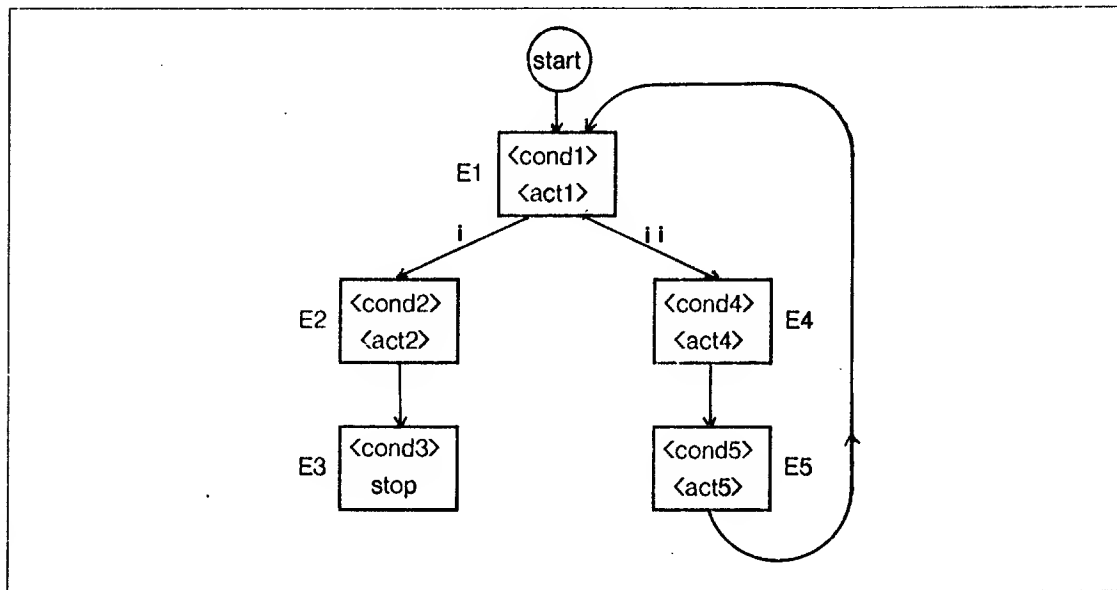 start
<cond1>
E1
<act1>
i
ii
<cond2>
E2
<act2>
<cond4>
E4
<act4>
<cond3>
E3
stop
<cond5>
E5
<act5>